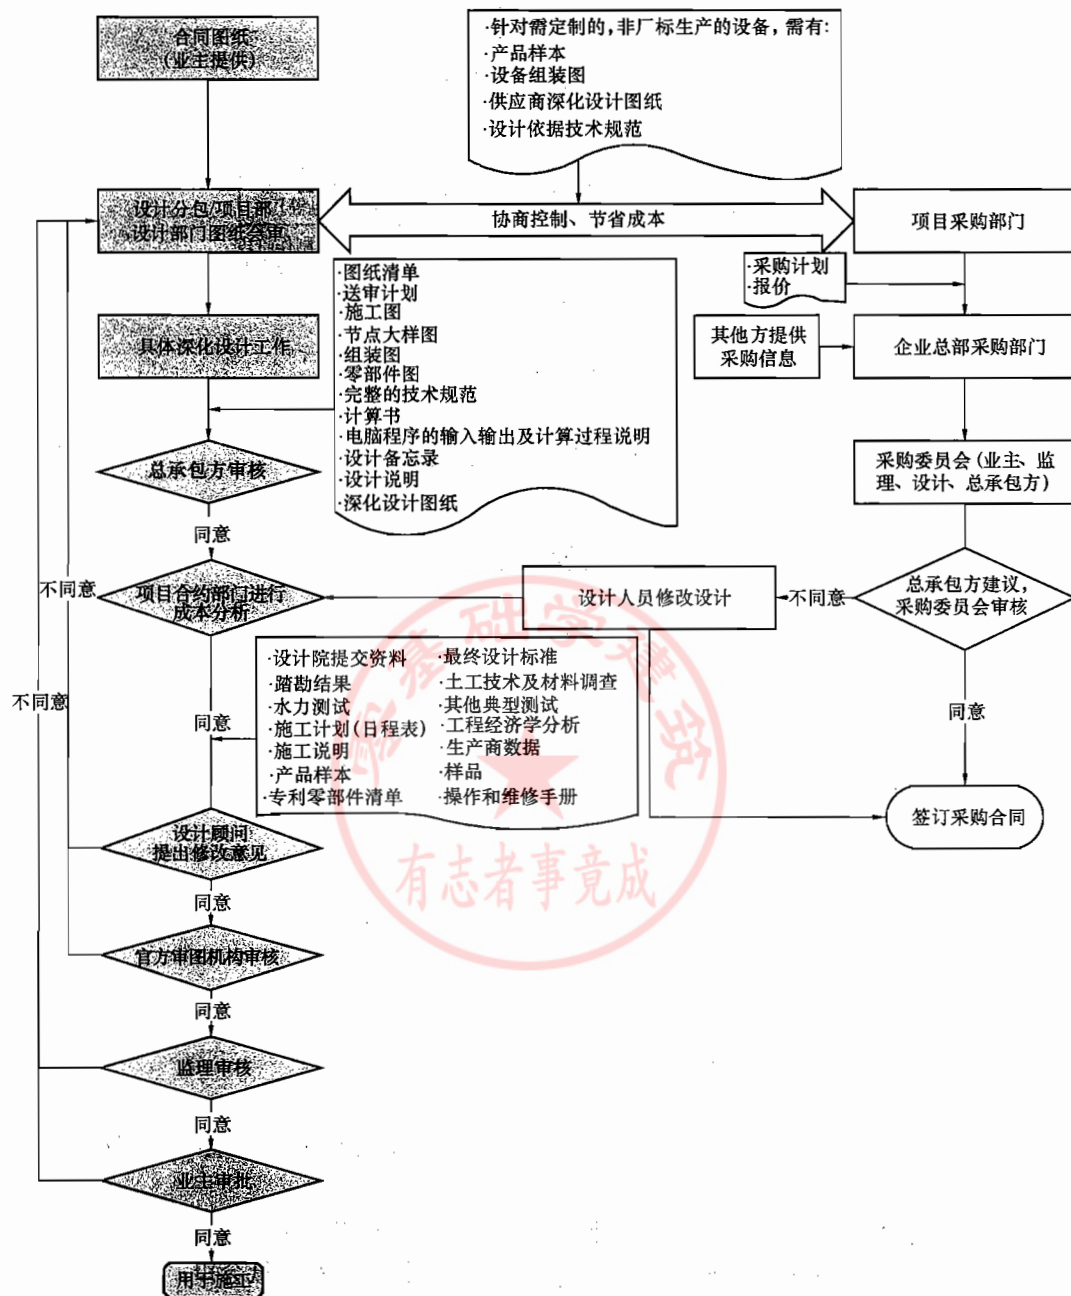 合同图纸
(业主提供)
·针对需定制的,非厂标生产的设备,需有:
·产品样本
·设备组装图
·供应商深化设计图纸
·设计依据技术规范
设计分包/项目部
设计部门图纸会审
协商控制、节省成本
项目采购部门
·图纸清单
·送审计划
·施工图
·节点大样图
·组装图
·零部件图
·完整的技术规范
·计算书
·电脑程序的输入输出及计算过程说明
·设计备忘录
·设计说明
·深化设计图纸
·采购计划
·报价
具体深化设计工作
其他方提供
采购信息
企业总部采购部门
总承包方审核
采购委员会(业主、监
理、设计、总承包方)
同意
不同意
项目合约部门进行
成本分析
设计人员修改设计
不同意
总承包方建议,
采购委员会审核
不同意
同意
·设计院提交资料
·踏勘结果
·水力测试
·施工计划(日程表)
·施工说明
·产品样本
·专利零部件清单
·最终设计标准
·土工技术及材料调查
·其他典型测试
·工程经济学分析
·生产商数据
·样品
·操作和维修手册
同意
签订采购合同
设计顾问
提出修改意见
同意
官方审图机构审核
同意
监理审核
同意
业主审批
同意
用于施工
零基础学建筑
有志者事竟成